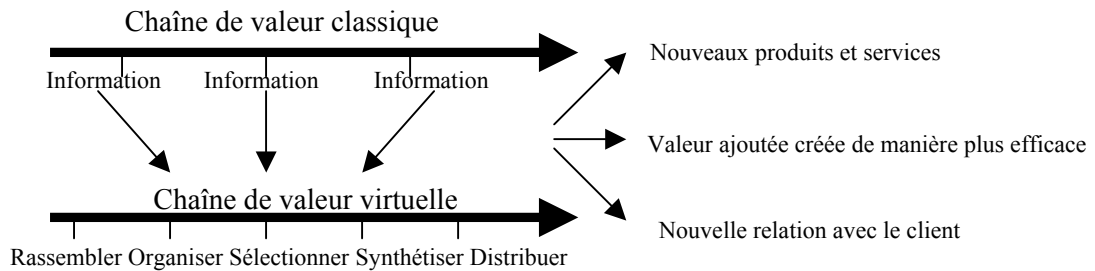 Chaîne de valeur classique
Information Information Information
Nouveaux produits et services
Valeur ajoutée créée de manière plus efficace
Nouvelle relation avec le client
Chaîne de valeur virtuelle
Rassembler Organiser Sélectionner Synthétiser Distribuer